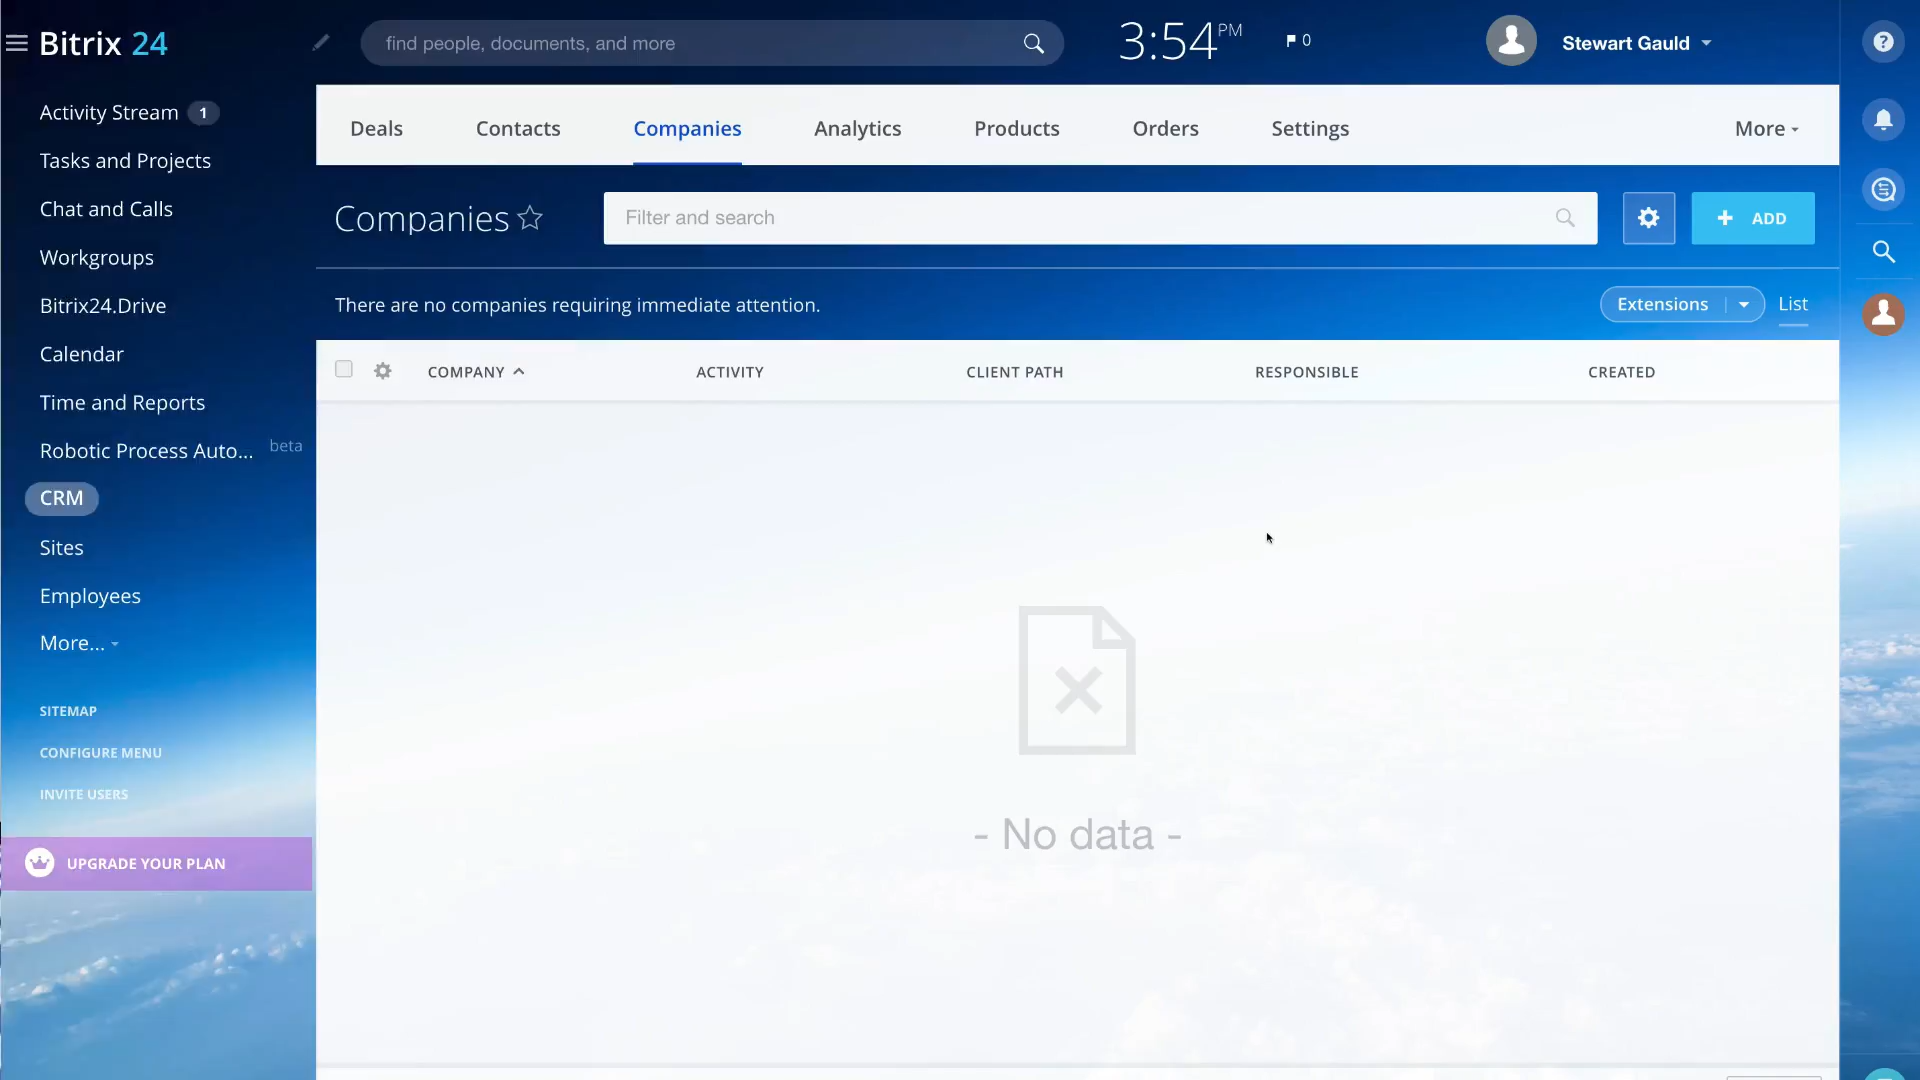 Bitrix 24
find people, documents, and more
3:54 PM
0
Stewart Gauld
Activity Stream 1
Tasks and Projects
Chat and Calls
Workgroups
Bitrix24.Drive
Calendar
Time and Reports
Robotic Process Auto... beta
CRM
Sites
Employees
More...
SITEMAP
CONFIGURE MENU
INVITE USERS
UPGRADE YOUR PLAN
Deals Contacts Companies Analytics Products Orders Settings More
Companies
Filter and search
+ ADD
There are no companies requiring immediate attention.
Extensions
List
COMPANY ACTIVITY CLIENT PATH RESPONSIBLE CREATED
- No data -